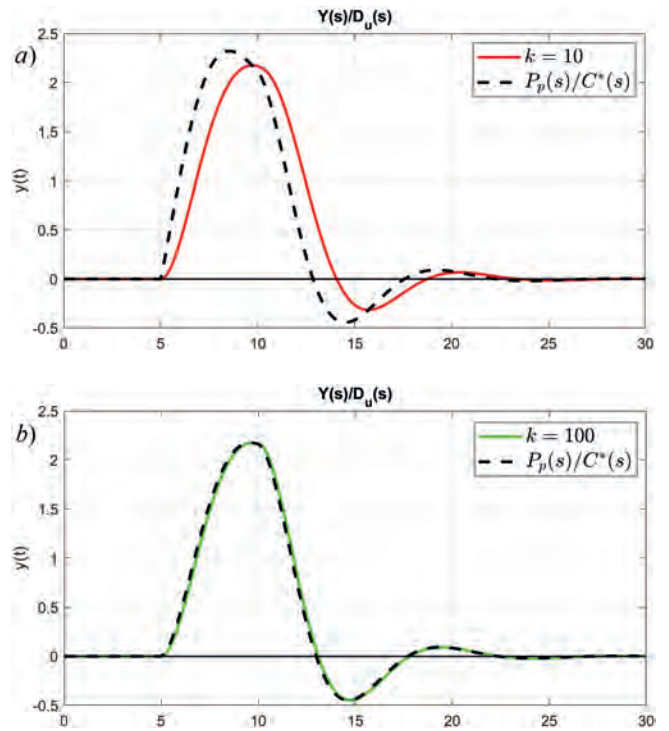 Y(s)/D_u(s)
a)
2.5
2
1.5
1
0.5
0
-0.5
y(t)
k = 10
P_p(s)/C*(s)
0 5 10 15 20 25 30
Y(s)/D_u(s)
b)
2.5
2
1.5
1
0.5
0
-0.5
y(t)
k = 100
P_p(s)/C*(s)
0 5 10 15 20 25 30